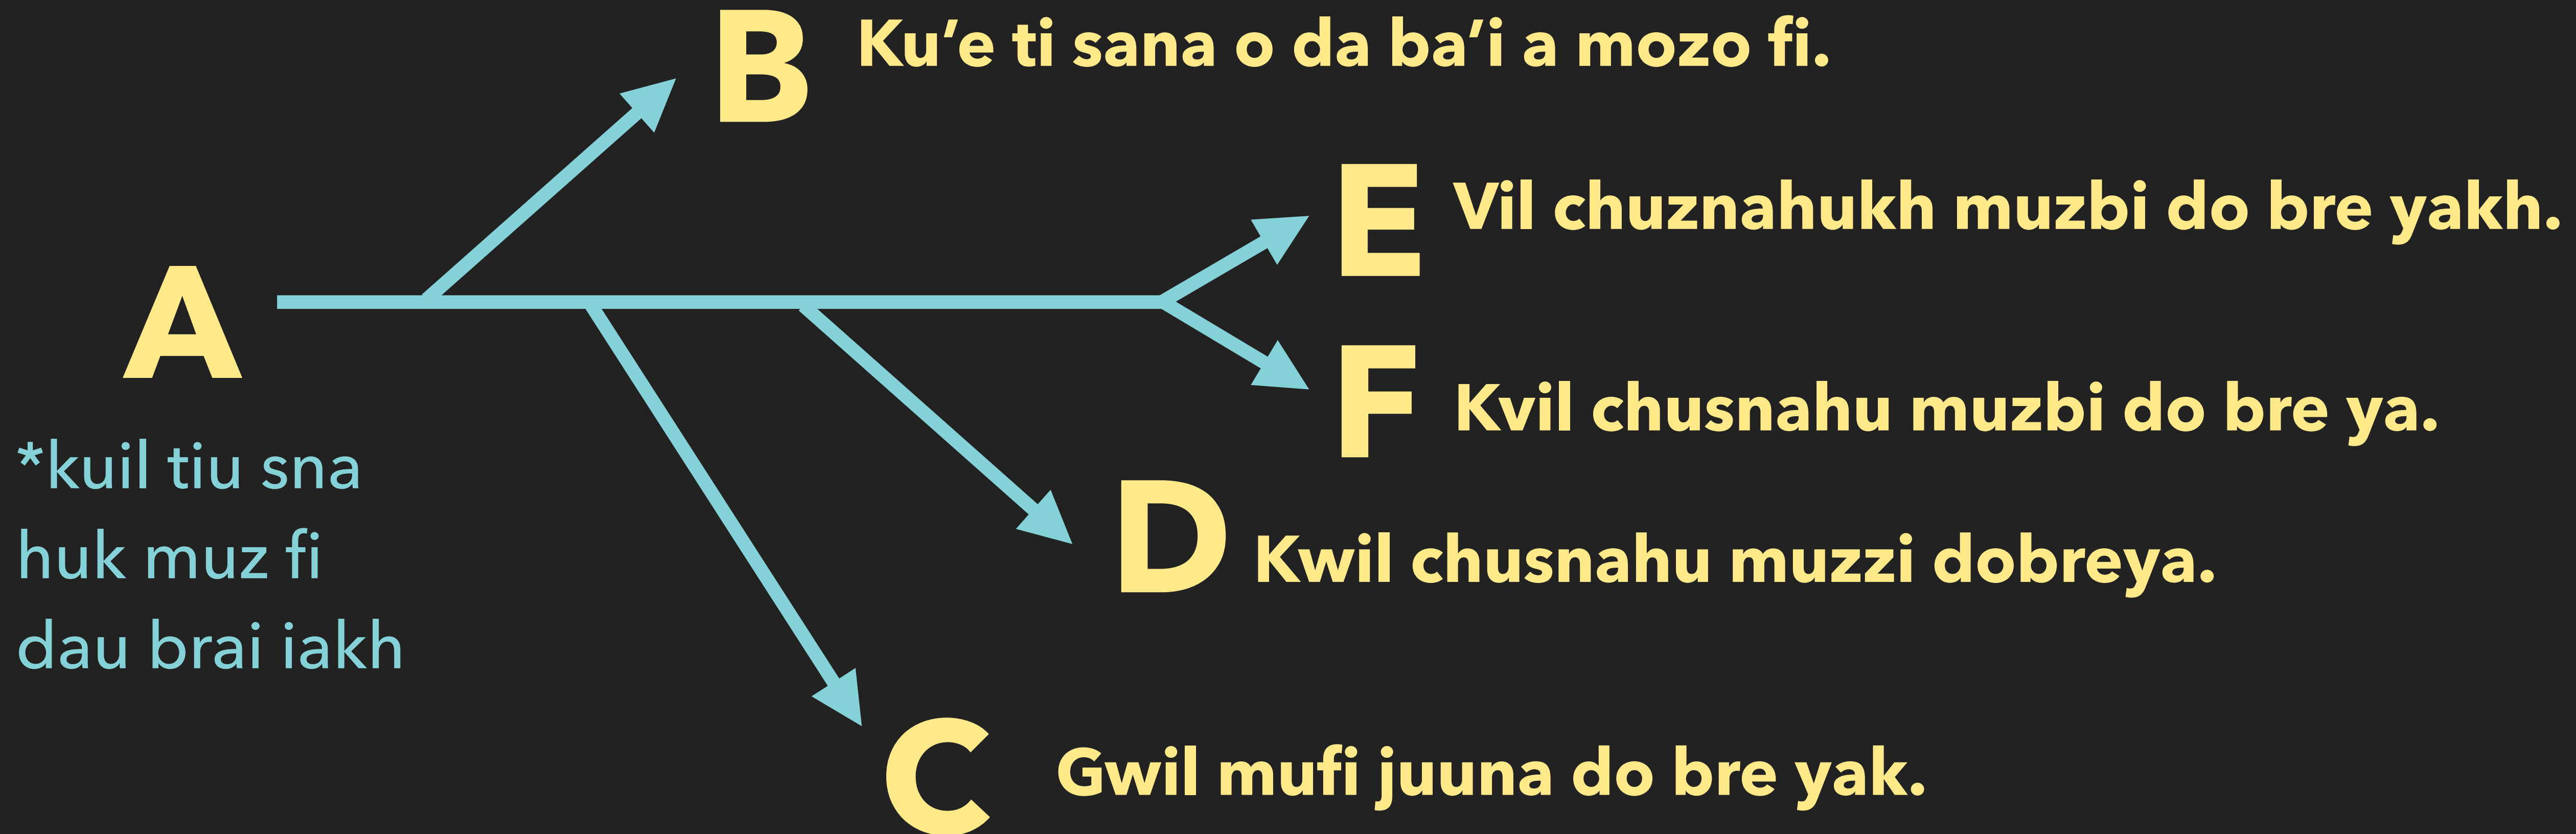 A
*kuil tiu sna
huk muz fi
dau brai iakh
B Ku’e ti sana o da ba’i a mozo fi.
E Vil chuznahukh muzbi do bre yakh.
F Kvil chusnahu muzbi do bre ya.
D Kwil chusnahu muzzi dobreya.
C Gwil mufi juuna do bre yak.